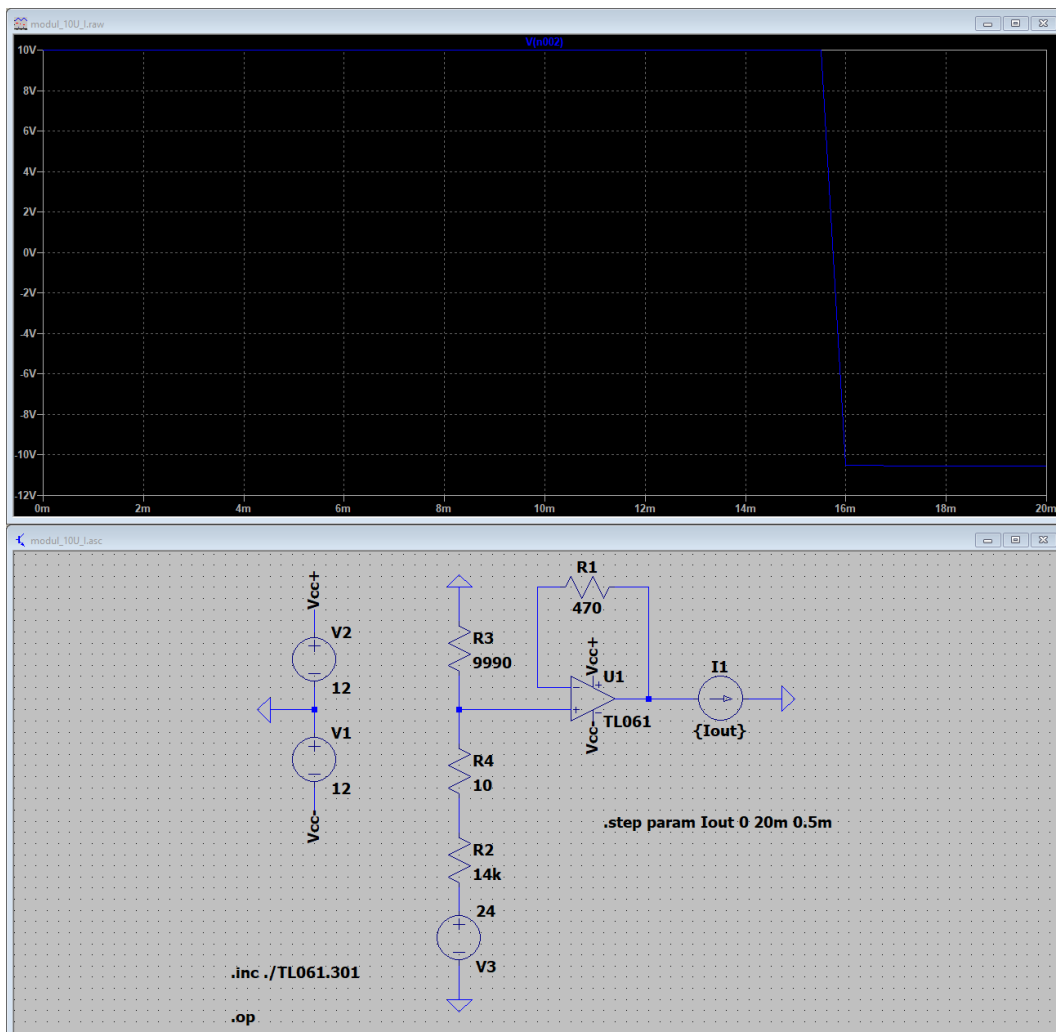 modul_10U_I.raw
V(n002)
10V
8V
6V
4V
2V
0V
-2V
-4V
-6V
-8V
-10V
-12V
0m 2m 4m 6m 8m 10m 12m 14m 16m 18m 20m
modul_10U_I.asc
Vcc+
V2
12
V1
12
Vcc-
R3
9990
R4
10
R2
14k
24
V3
R1
470
Vcc+
U1
TL061
Vcc-
I1
{Iout}
.step param Iout 0 20m 0.5m
.inc ./TL061.301
.op